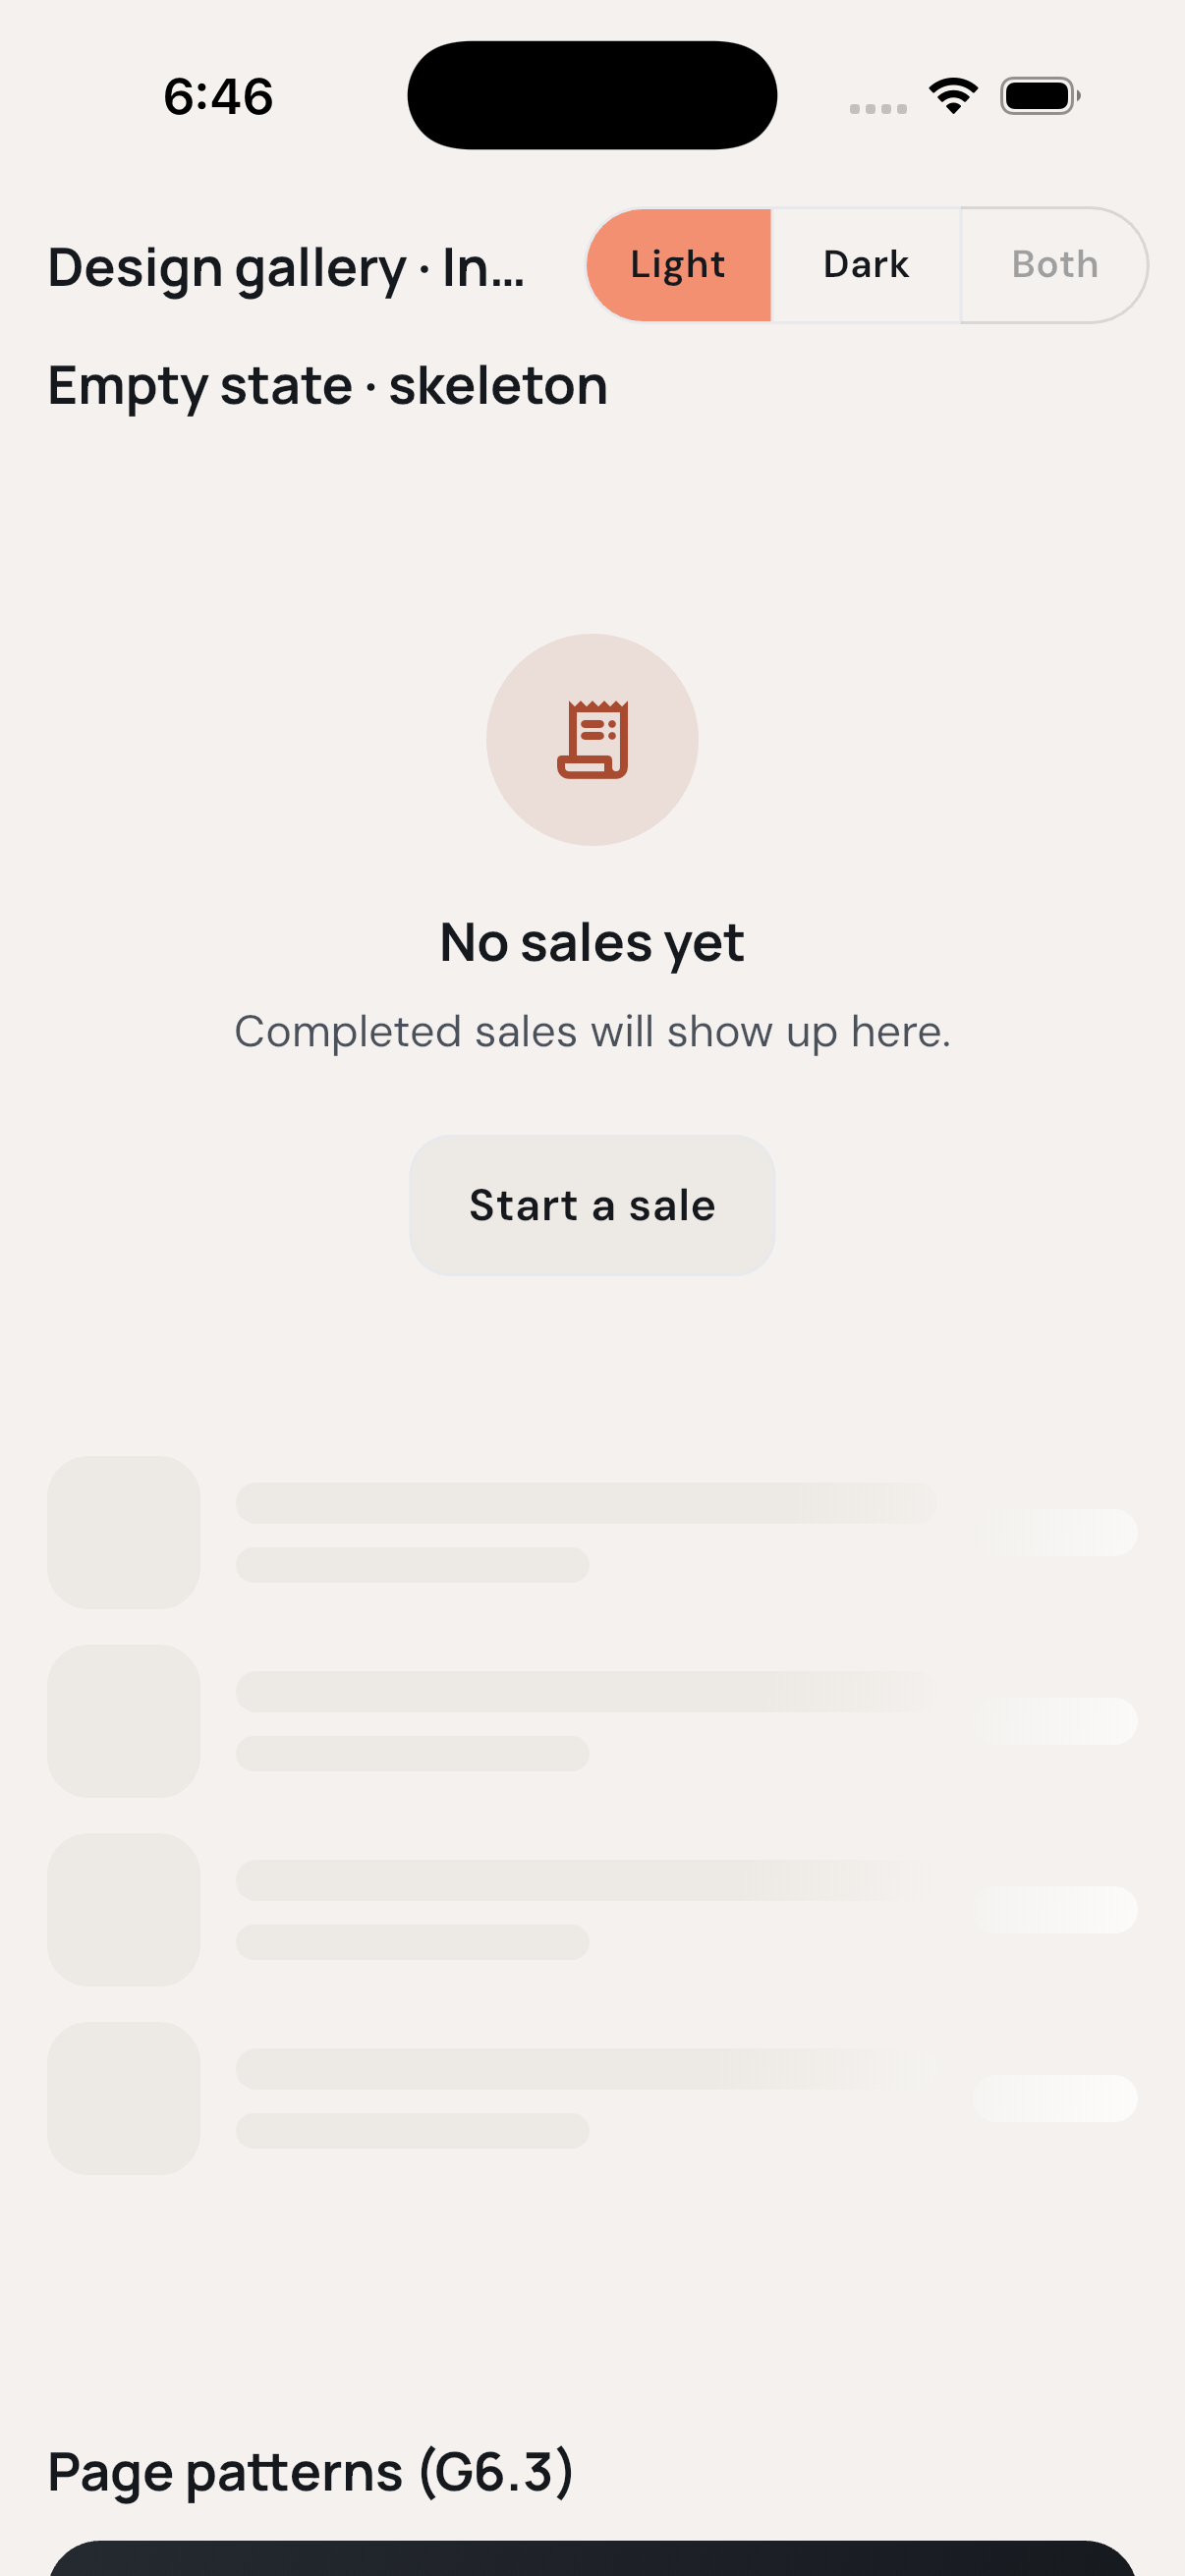 6:46
Design gallery · In...
Light
Dark
Both
Empty state · skeleton
No sales yet
Completed sales will show up here.
Start a sale
Page patterns (G6.3)